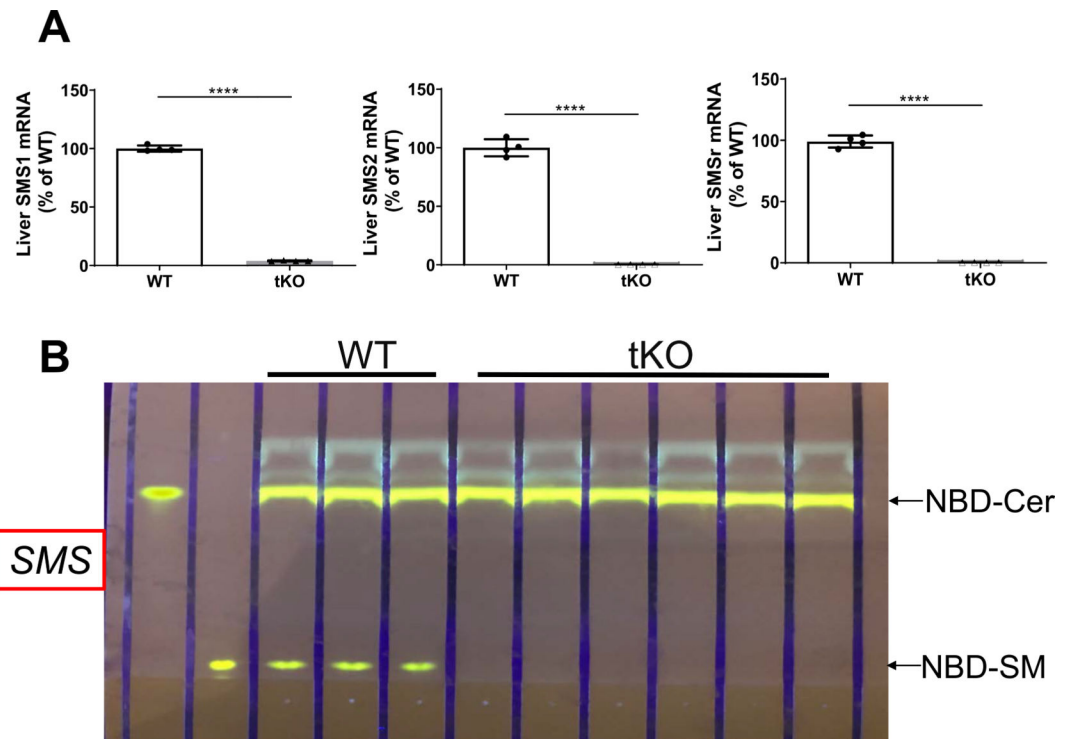 A
Liver SMS1 mRNA
(% of WT)
150
100
50
0
****
WT
tKO
Liver SMS2 mRNA
(% of WT)
150
100
50
0
****
WT
tKO
Liver SMSr mRNA
(% of WT)
150
100
50
0
****
WT
tKO
B
WT
tKO
NBD-Cer
SMS
NBD-SM